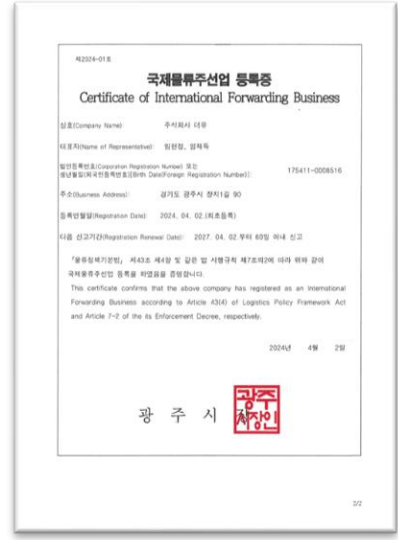 제2024-01호
국제물류주선업 등록증
Certificate of International Forwarding Business
상호(Company Name) 주식회사 더유
대표자(Name of Representative)
법인등록번호(Corporation Registration Number) 또는
생년월일(외국인등록번호)[Birth Date(Foreign Registration Number)] 175411-0008516
주소(Business Address): 경기도 광주시 장지1길 90
등록연월일(Registration Date) 2024. 04. 02.(최초등록)
다음 신고기간(Registration Renewal Date): 2027. 04. 02.부터 60일 이내 신고
「물류정책기본법」 제43조 제4항 및 같은 법 시행규칙 제7조의2에 따라 위와 같이
국제물류주선업 등록을 하였음을 증명합니다.
This certificate confirms that the above company has registered as an International
Forwarding Business according to Article 43(4) of Logistics Policy Framework Act
and Article 7-2 of the its Enforcement Decree, respectively.
2024년 4월 2일
광 주 시 장
광주
시장인
2/2